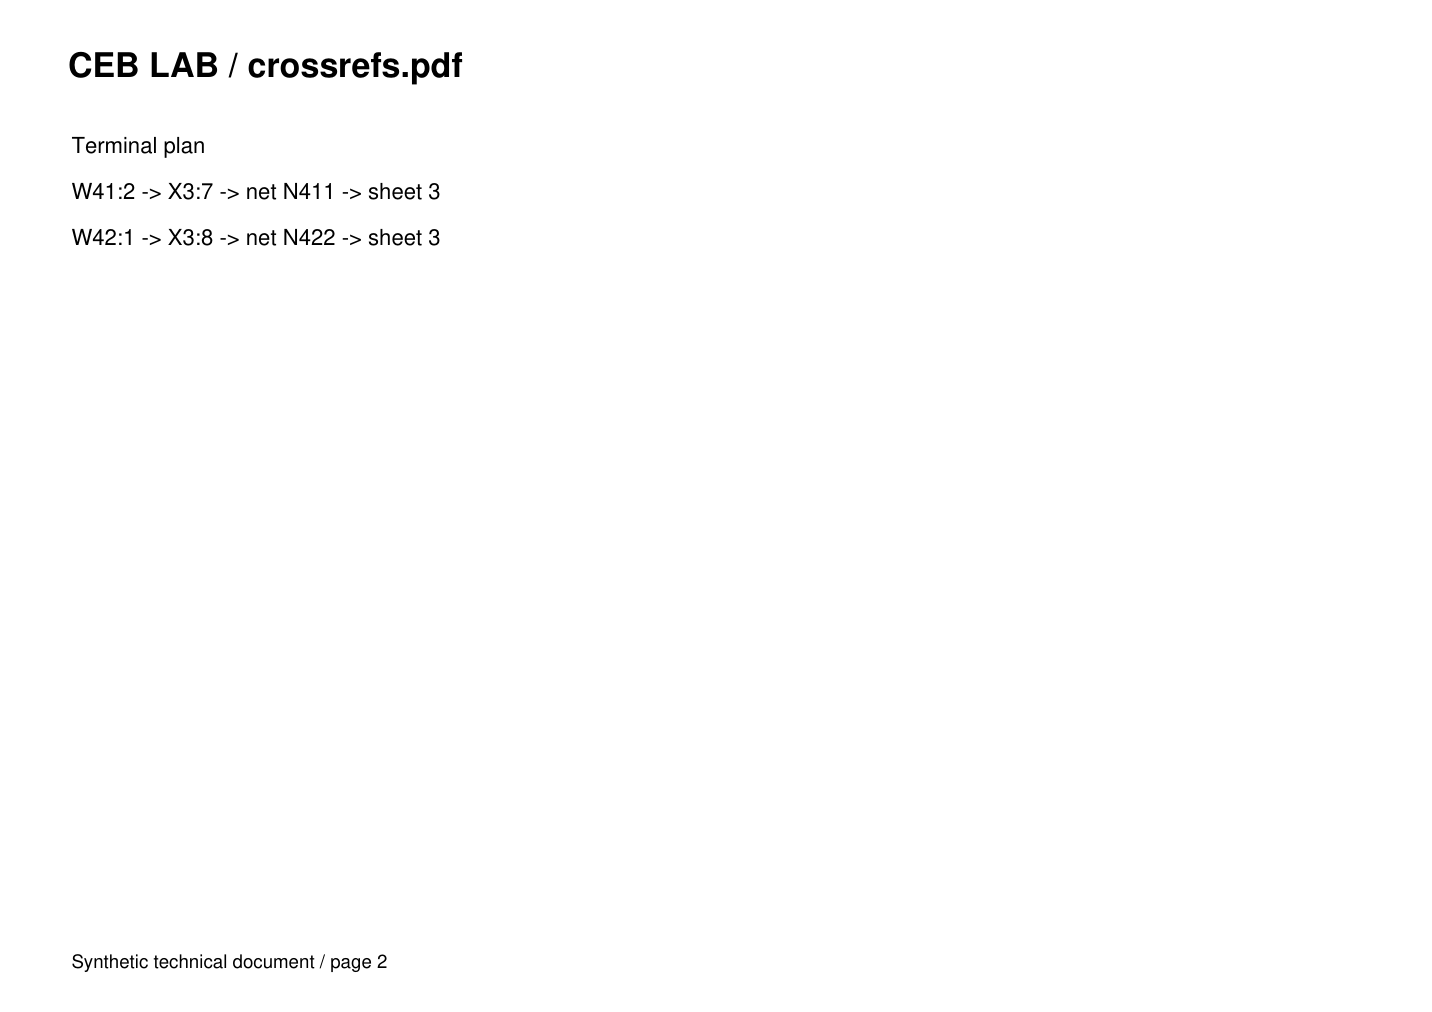 CEB LAB / crossrefs.pdf
Terminal plan
W41:2 -> X3:7 -> net N411 -> sheet 3
W42:1 -> X3:8 -> net N422 -> sheet 3
Synthetic technical document / page 2